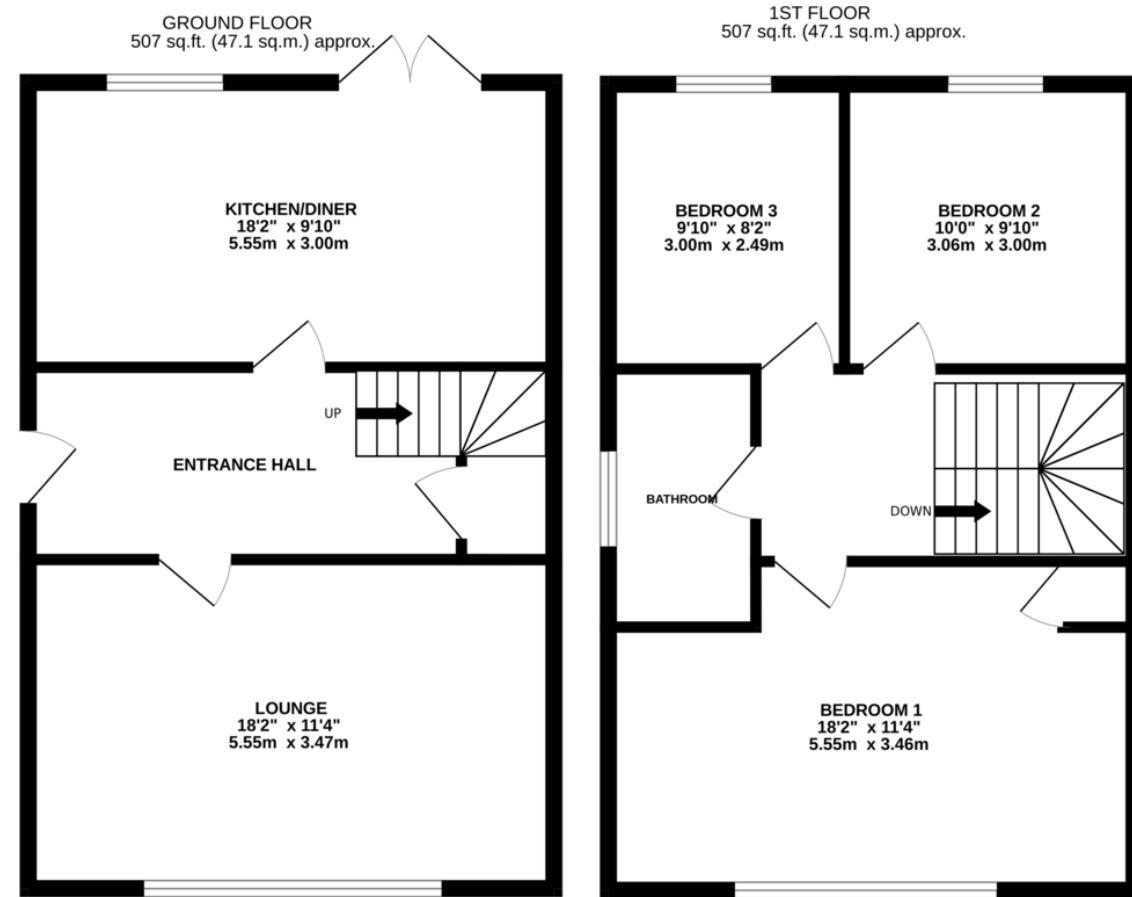 GROUND FLOOR
507 sq.ft. (47.1 sq.m.) approx.
KITCHEN/DINER
18'2" x 9'10"
5.55m x 3.00m
UP
ENTRANCE HALL
LOUNGE
18'2" x 11'4"
5.55m x 3.47m
1ST FLOOR
507 sq.ft. (47.1 sq.m.) approx.
BEDROOM 3
9'10" x 8'2"
3.00m x 2.49m
BEDROOM 2
10'0" x 9'10"
3.06m x 3.00m
BATHROOM
DOWN
BEDROOM 1
18'2" x 11'4"
5.55m x 3.46m